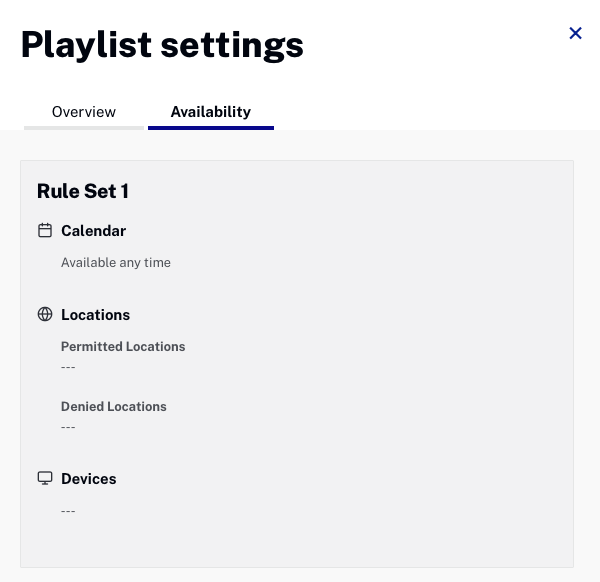 Playlist settings
Overview
Availability
Rule Set 1
Calendar
Available any time
Locations
Permitted Locations
---
Denied Locations
---
Devices
---